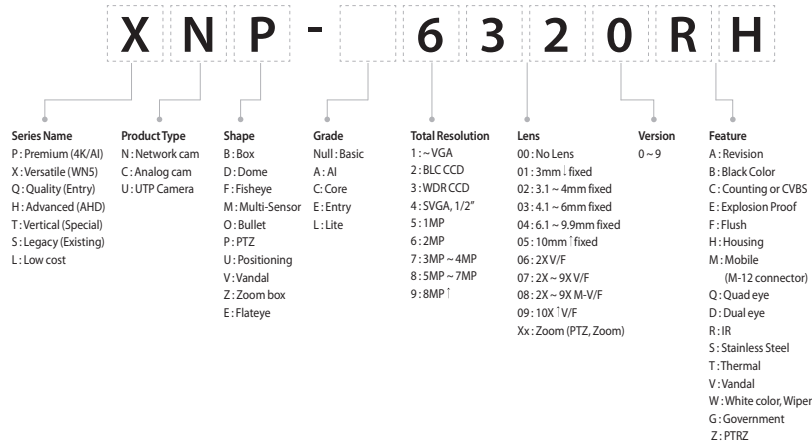 XNP- 6320RH
Series Name
P : Premium (4K/AI)
X : Versatile (WN5)
Q : Quality (Entry)
H : Advanced (AHD)
T : Vertical (Special)
S : Legacy (Existing)
L : Low cost
Product Type
N : Network cam
C : Analog cam
U : UTP Camera
Shape
B : Box
D : Dome
F : Fisheye
M : Multi-Sensor
O : Bullet
P : PTZ
U : Positioning
V : Vandal
Z : Zoom box
E : Flateye
Grade
Null : Basic
A : AI
C : Core
E : Entry
L : Lite
Total Resolution
1 : ~ VGA
2 : BLC CCD
3 : WDR CCD
4 : SVGA, 1/2"
5 : 1MP
6 : 2MP
7 : 3MP ~ 4MP
8 : 5MP ~ 7MP
9 : 8MP ↑
Lens
00 : No Lens
01 : 3mm ↓ fixed
02 : 3.1 ~ 4mm fixed
03 : 4.1 ~ 6mm fixed
04 : 6.1 ~ 9.9mm fixed
05 : 10mm ↑ fixed
06 : 2X V/F
07 : 2X ~ 9X V/F
08 : 2X ~ 9X M-V/F
09 : 10X ↑ V/F
Xx : Zoom (PTZ, Zoom)
Version
0 ~ 9
Feature
A : Revision
B : Black Color
C : Counting or CVBS
E : Explosion Proof
F : Flush
H : Housing
M : Mobile
(M-12 connector)
Q : Quad eye
D : Dual eye
R : IR
S : Stainless Steel
T : Thermal
V : Vandal
W : White color, Wiper
G : Government
Z : PTRZ